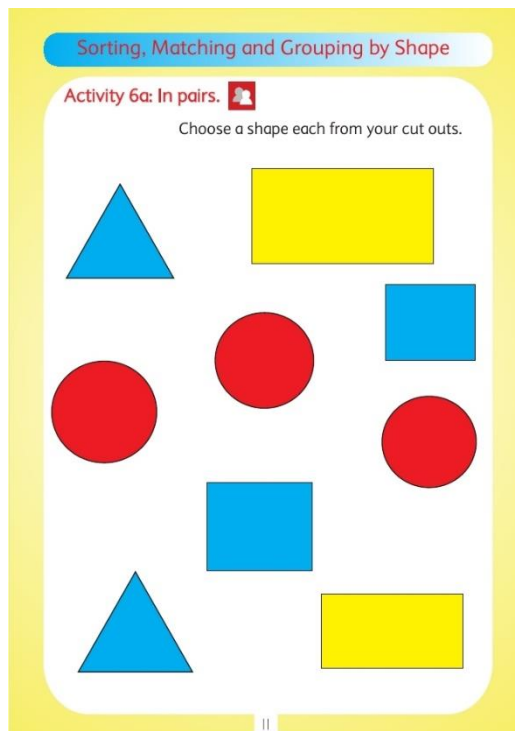 Sorting, Matching and Grouping by Shape
Activity 6a: In pairs.
Choose a shape each from your cut outs.
11